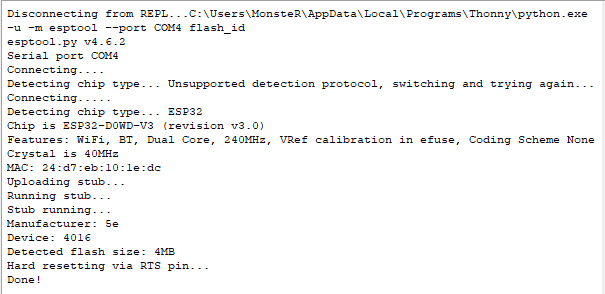 Disconnecting from REPL...C:\Users\MonsteR\AppData\Local\Programs\Thonny\python.exe
-u -m esptool --port COM4 flash_id
esptool.py v4.6.2
Serial port COM4
Connecting....
Detecting chip type... Unsupported detection protocol, switching and trying again...
Connecting.....
Detecting chip type... ESP32
Chip is ESP32-D0WD-V3 (revision v3.0)
Features: WiFi, BT, Dual Core, 240MHz, VRef calibration in efuse, Coding Scheme None
Crystal is 40MHz
MAC: 24:d7:eb:10:1e:dc
Uploading stub...
Running stub...
Stub running...
Manufacturer: 5e
Device: 4016
Detected flash size: 4MB
Hard resetting via RTS pin...
Done!